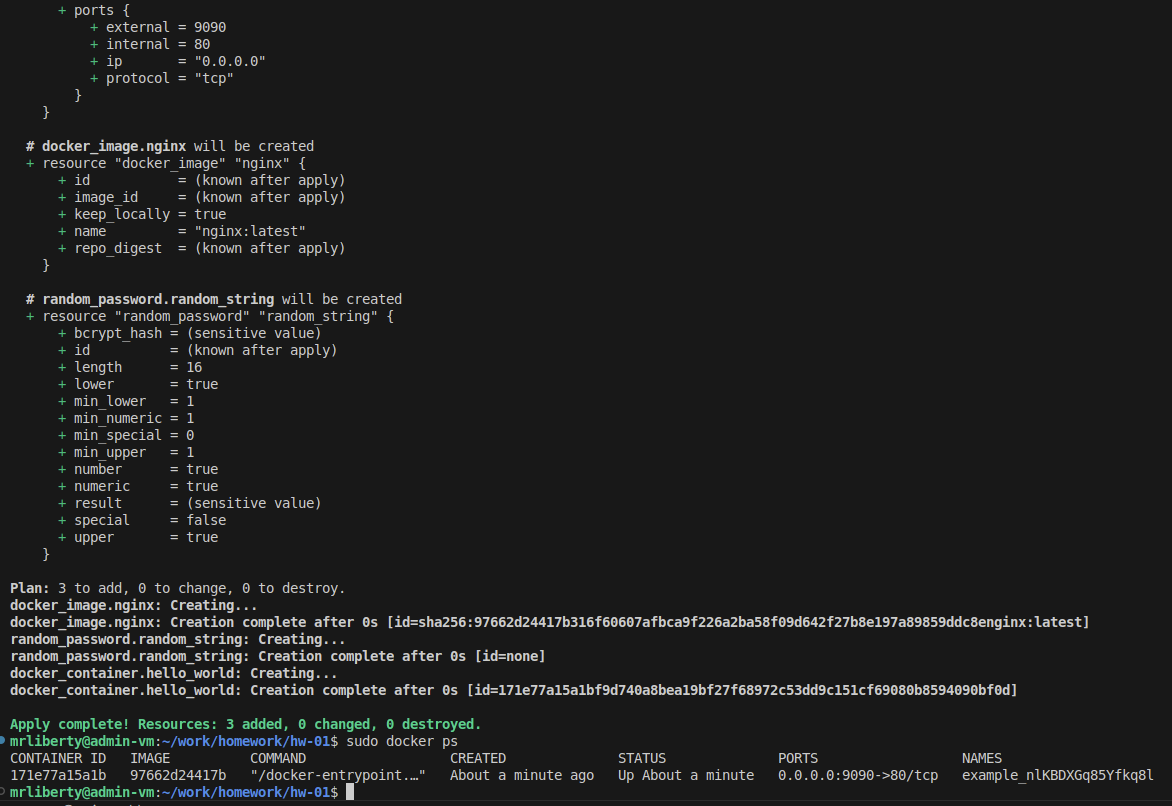 + ports {
+ external = 9090
+ internal = 80
+ ip       = "0.0.0.0"
+ protocol = "tcp"
}
}
# docker_image.nginx will be created
+ resource "docker_image" "nginx" {
+ id           = (known after apply)
+ image_id     = (known after apply)
+ keep_locally = true
+ name         = "nginx:latest"
+ repo_digest  = (known after apply)
}
# random_password.random_string will be created
+ resource "random_password" "random_string" {
+ bcrypt_hash = (sensitive value)
+ id          = (known after apply)
+ length      = 16
+ lower       = true
+ min_lower   = 1
+ min_numeric = 1
+ min_special = 0
+ min_upper   = 1
+ number      = true
+ numeric     = true
+ result      = (sensitive value)
+ special     = false
+ upper       = true
}
Plan: 3 to add, 0 to change, 0 to destroy.
docker_image.nginx: Creating...
docker_image.nginx: Creation complete after 0s [id=sha256:97662d24417b316f60607afbca9f226a2ba58f09d642f27b8e197a89859ddc8enginx:latest]
random_password.random_string: Creating...
random_password.random_string: Creation complete after 0s [id=none]
docker_container.hello_world: Creating...
docker_container.hello_world: Creation complete after 0s [id=171e77a15a1bf9d740a8bea19bf27f68972c53dd9c151cf69080b8594090bf0d]
Apply complete! Resources: 3 added, 0 changed, 0 destroyed.
mrliberty@admin-vm:~/work/homework/hw-01$ sudo docker ps
CONTAINER ID   IMAGE          COMMAND                  CREATED              STATUS              PORTS                  NAMES
171e77a15a1b   97662d24417b   "/docker-entrypoint.…"   About a minute ago   Up About a minute   0.0.0.0:9090->80/tcp   example_nlKBDXGq85Yfkq8l
mrliberty@admin-vm:~/work/homework/hw-01$